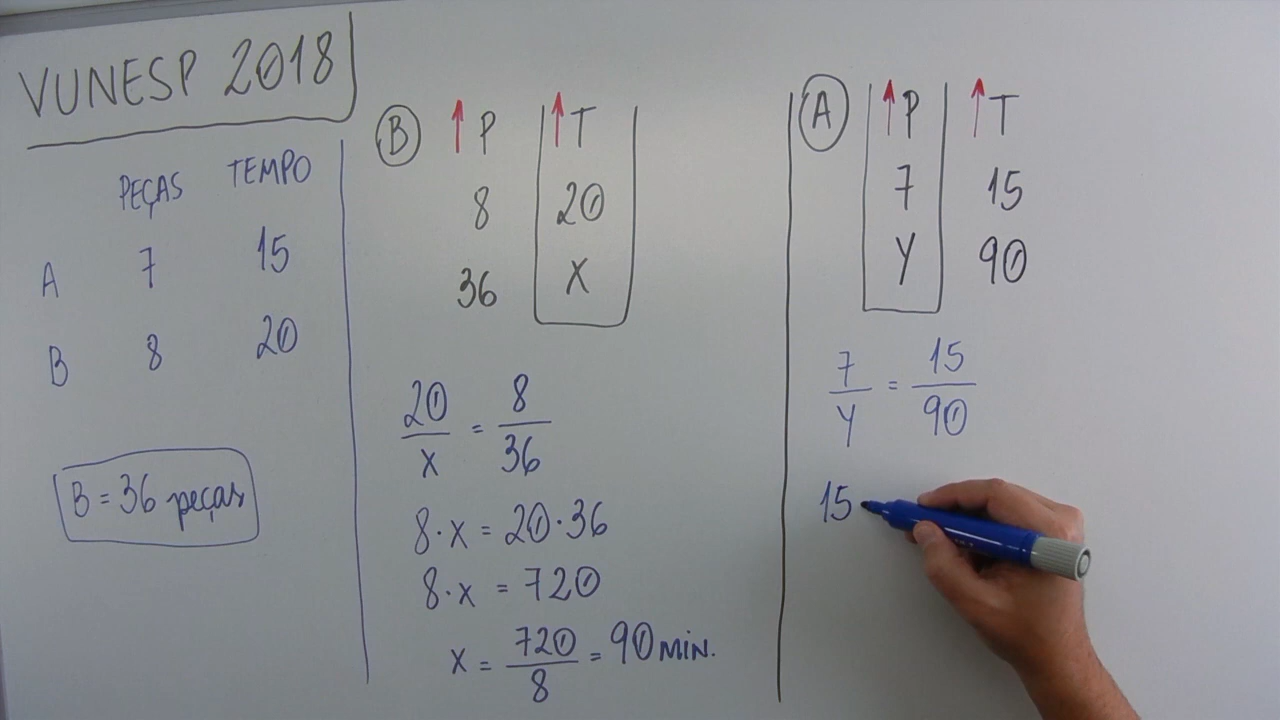 VUNESP 2018
PEÇAS TEMPO
A 7 15
B 8 20
B = 36 peças
B P T
8 20
36 X
20/X = 8/36
8·X = 20·36
8·X = 720
X = 720/8 = 90 MIN.
A P T
7 15
Y 90
7/Y = 15/90
15